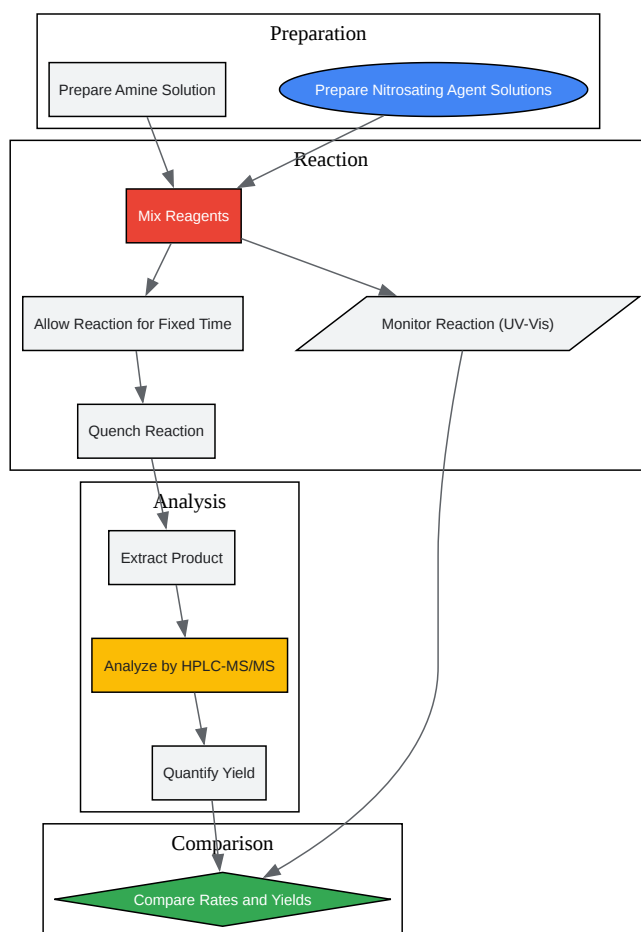 Preparation
Prepare Amine Solution
Prepare Nitrosating Agent Solutions
Reaction
Mix Reagents
Allow Reaction for Fixed Time
Monitor Reaction (UV-Vis)
Quench Reaction
Analysis
Extract Product
Analyze by HPLC-MS/MS
Quantify Yield
Comparison
Compare Rates and Yields